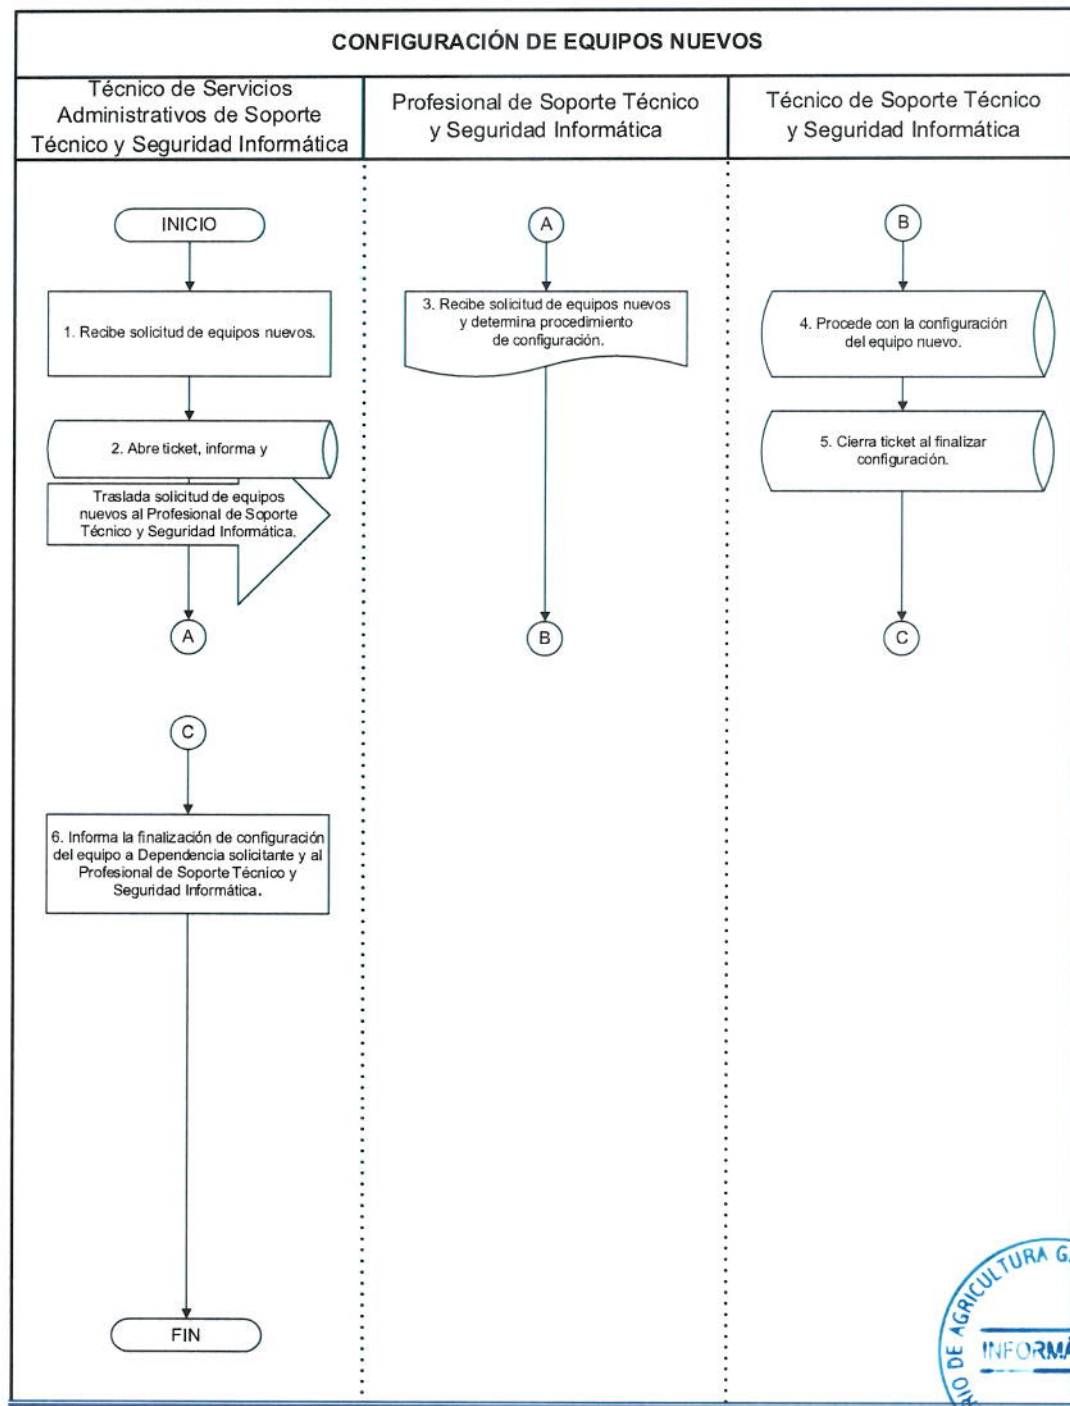 CONFIGURACIÓN DE EQUIPOS NUEVOS
Técnico de Servicios
Administrativos de Soporte
Técnico y Seguridad Informática
Profesional de Soporte Técnico
y Seguridad Informática
Técnico de Soporte Técnico
y Seguridad Informática
INICIO
1. Recibe solicitud de equipos nuevos.
2. Abre ticket, informa y
Traslada solicitud de equipos
nuevos al Profesional de Soporte
Técnico y Seguridad Informática.
A
C
6. Informa la finalización de configuración
del equipo a Dependencia solicitante y al
Profesional de Soporte Técnico y
Seguridad Informática.
FIN
A
3. Recibe solicitud de equipos nuevos
y determina procedimiento
de configuración.
B
B
4. Procede con la configuración
del equipo nuevo.
5. Cierra ticket al finalizar
configuración.
C
RIO DE AGRICULTURA G
INFORMÁ